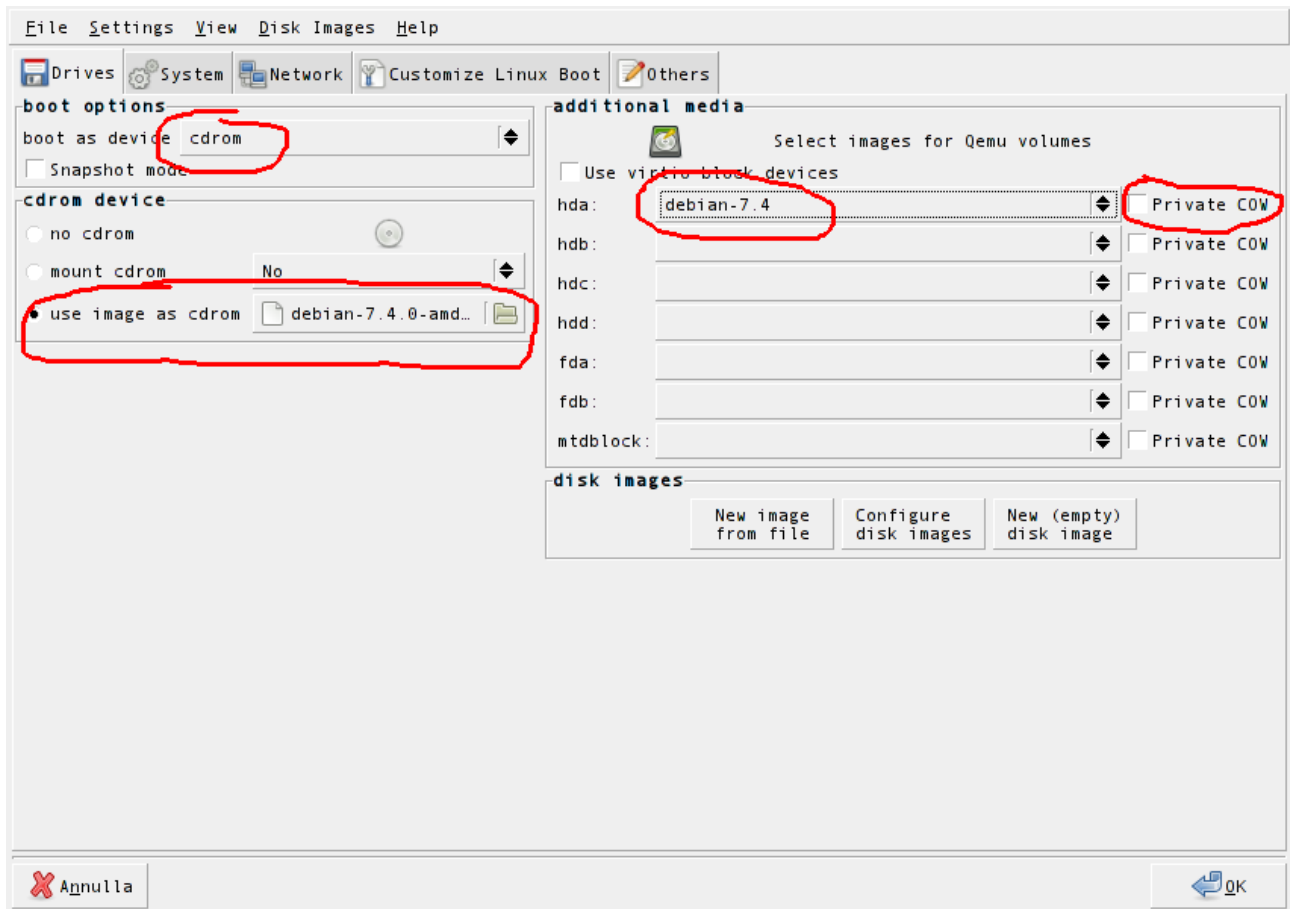 File Settings View Disk Images Help
Drives System Network Customize Linux Boot Others
boot options
boot as device cdrom
Snapshot mode
cdrom device
no cdrom
mount cdrom No
use image as cdrom debian-7.4.0-amd…
additional media
Select images for Qemu volumes
Use virtio block devices
hda: debian-7.4 Private COW
hdb: Private COW
hdc: Private COW
hdd: Private COW
fda: Private COW
fdb: Private COW
mtdblock: Private COW
disk images
New image
from file
Configure
disk images
New (empty)
disk image
Annulla
OK